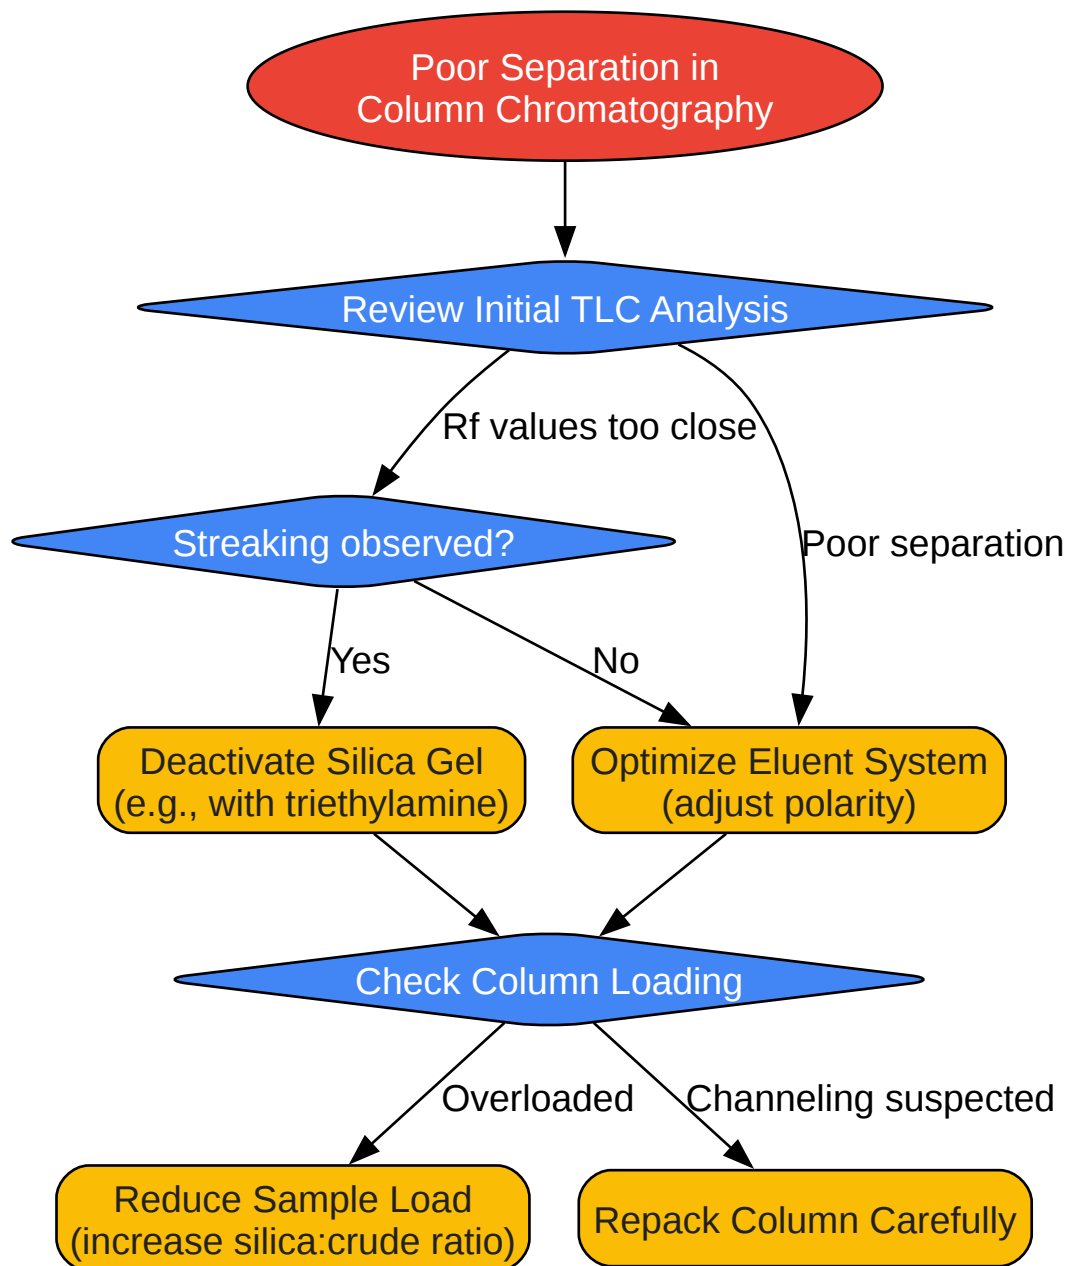 Poor Separation in
Column Chromatography
Review Initial TLC Analysis
Rf values too close
Streaking observed?
Poor separation
Yes
No
Deactivate Silica Gel
(e.g., with triethylamine)
Optimize Eluent System
(adjust polarity)
Check Column Loading
Overloaded
Channeling suspected
Reduce Sample Load
(increase silica:crude ratio)
Repack Column Carefully